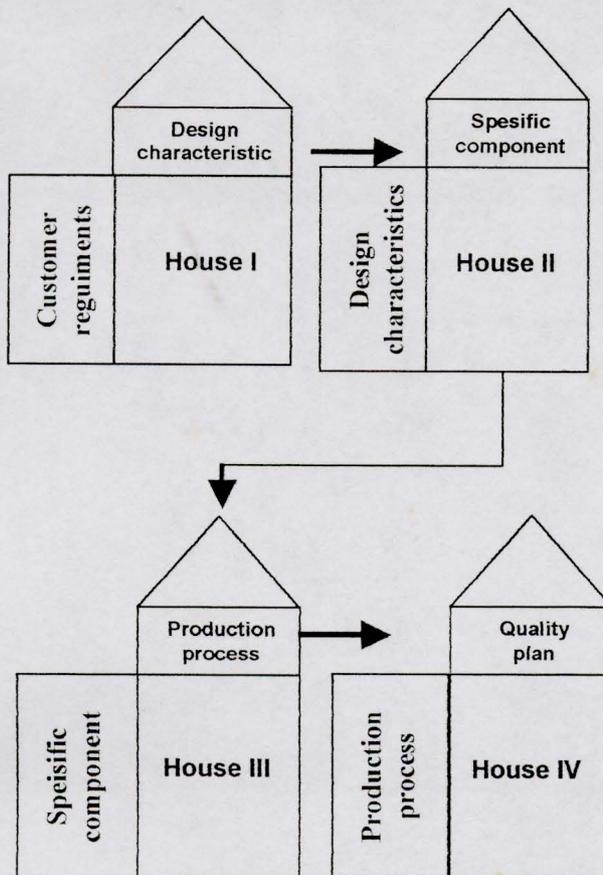 Design
characteristic
Customer
reguiments
House I
Spesific
component
Design
characteristics
House II
Production
process
Speisific
component
House III
Quality
plan
Production
process
House IV